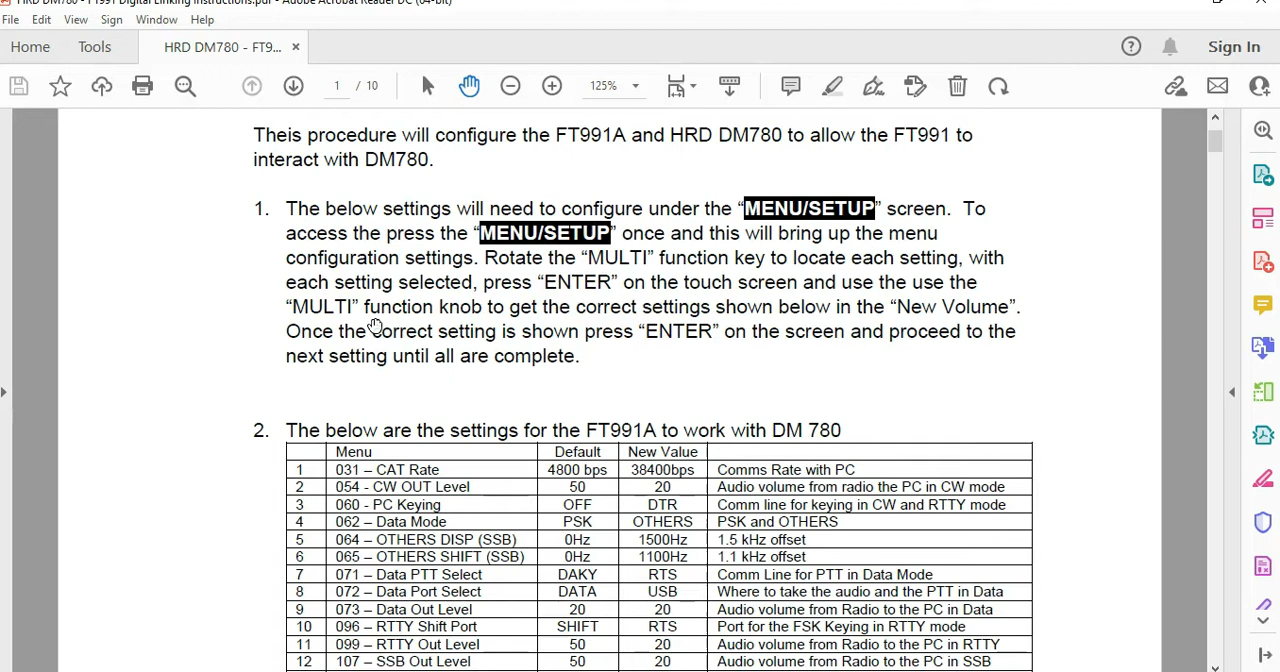 HRD DM780 - FT991 Digital Linking Instructions.pdf - Adobe Acrobat Reader DC (64-bit)
File Edit View Sign Window Help
Home Tools HRD DM780 - FT9... × Sign In
1 / 10 125%
Theis procedure will configure the FT991A and HRD DM780 to allow the FT991 to
interact with DM780.
1. The below settings will need to configure under the “MENU/SETUP” screen. To
access the press the “MENU/SETUP” once and this will bring up the menu
configuration settings. Rotate the “MULTI” function key to locate each setting, with
each setting selected, press “ENTER” on the touch screen and use the use the
“MULTI” function knob to get the correct settings shown below in the “New Volume”.
Once the correct setting is shown press “ENTER” on the screen and proceed to the
next setting until all are complete.
2. The below are the settings for the FT991A to work with DM 780
Menu Default New Value
1 031 – CAT Rate 4800 bps 38400bps Comms Rate with PC
2 054 - CW OUT Level 50 20 Audio volume from radio the PC in CW mode
3 060 - PC Keying OFF DTR Comm line for keying in CW and RTTY mode
4 062 – Data Mode PSK OTHERS PSK and OTHERS
5 064 – OTHERS DISP (SSB) 0Hz 1500Hz 1.5 kHz offset
6 065 – OTHERS SHIFT (SSB) 0Hz 1100Hz 1.1 kHz offset
7 071 – Data PTT Select DAKY RTS Comm Line for PTT in Data Mode
8 072 – Data Port Select DATA USB Where to take the audio and the PTT in Data
9 073 – Data Out Level 20 20 Audio volume from Radio to the PC in Data
10 096 – RTTY Shift Port SHIFT RTS Port for the FSK Keying in RTTY mode
11 099 – RTTY Out Level 50 20 Audio volume from Radio to the PC in RTTY
12 107 – SSB Out Level 50 20 Audio volume from Radio to the PC in SSB